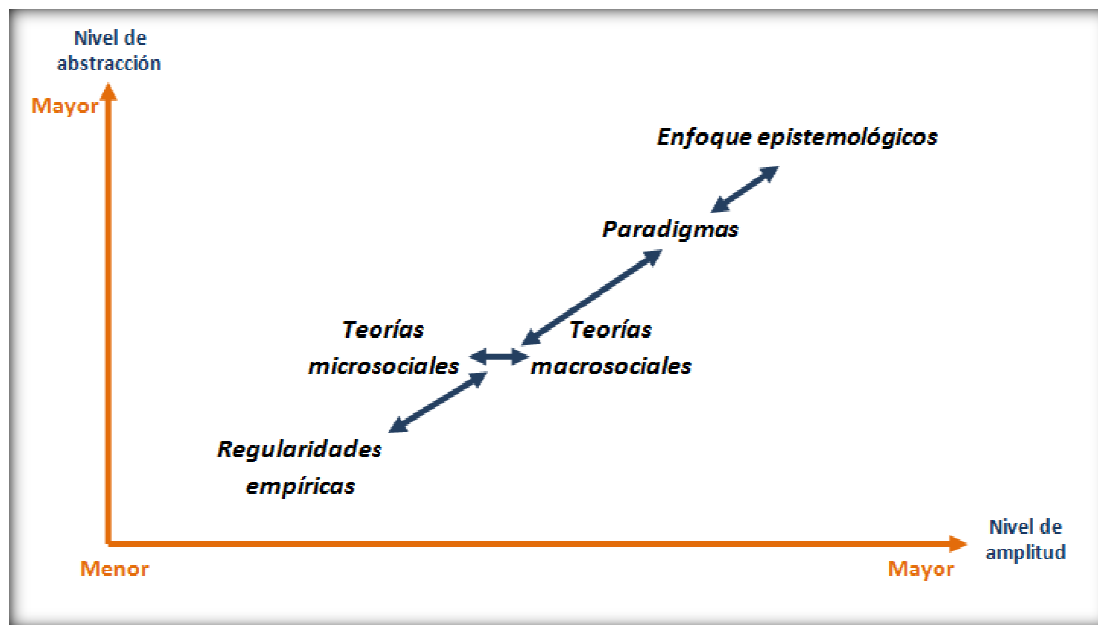 Nivel de
abstracción
Mayor
Enfoque epistemológicos
Paradigmas
Teorías
microsociales
Teorías
macrosociales
Regularidades
empíricas
Nivel de
amplitud
Menor
Mayor